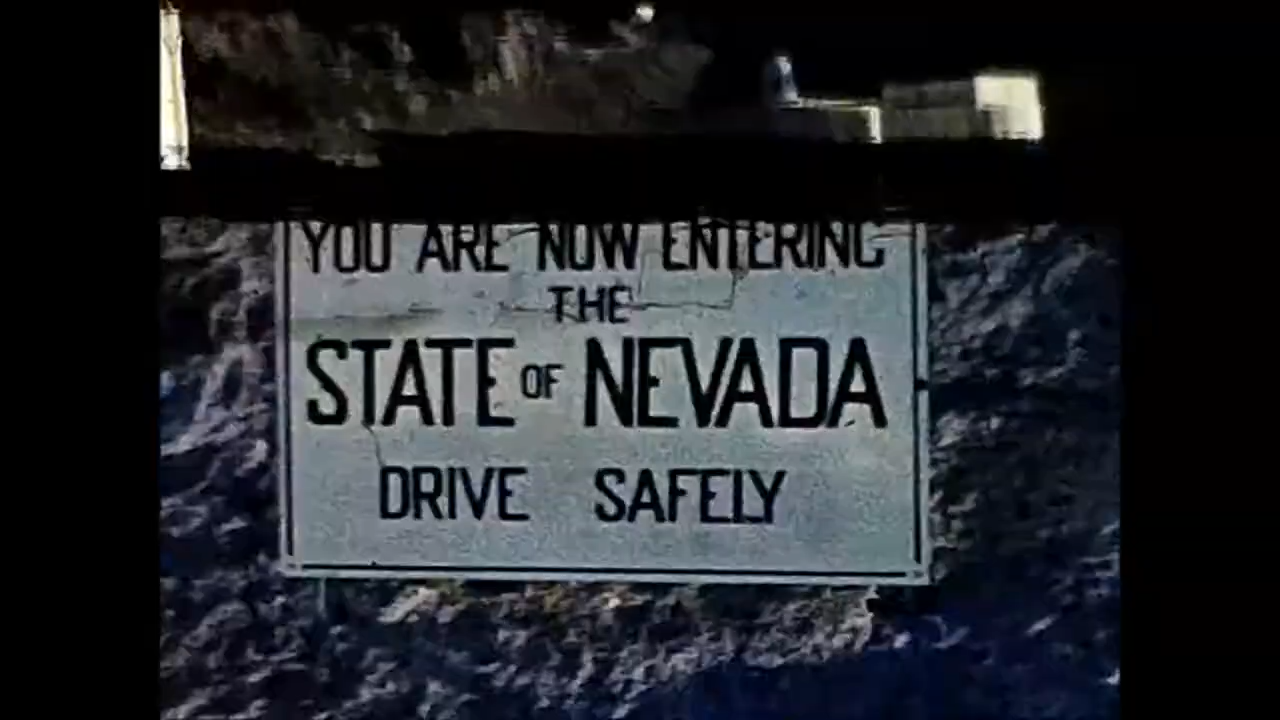 YOU ARE NOW ENTERING
THE
STATE OF NEVADA
DRIVE SAFELY